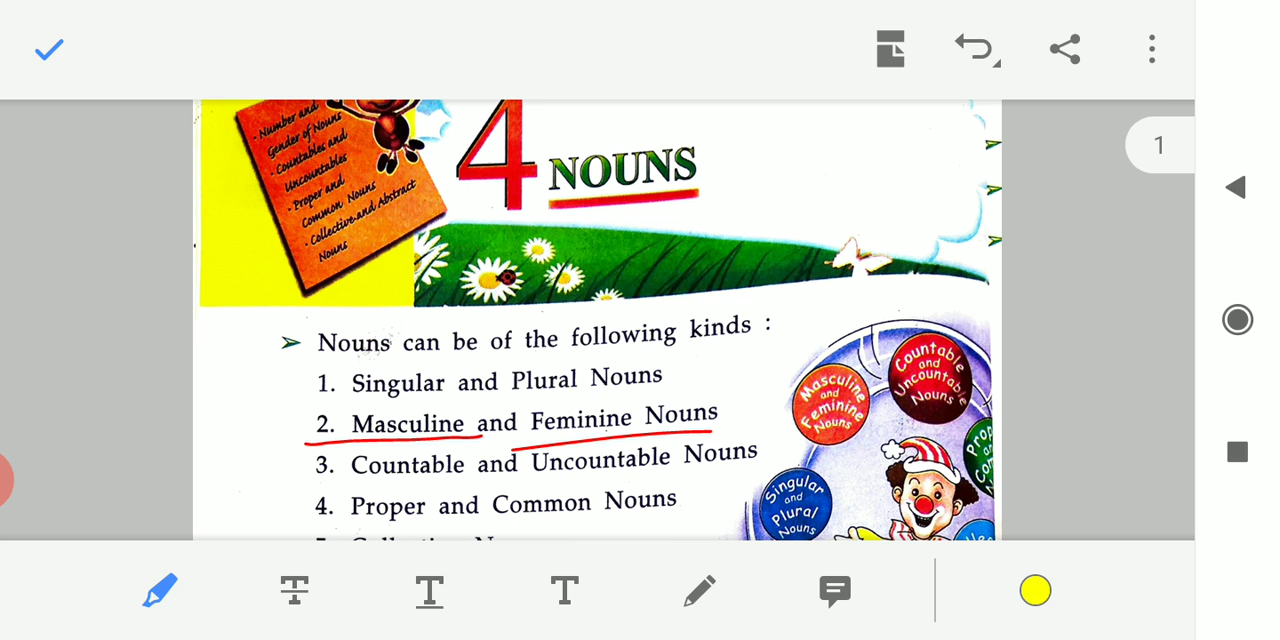 1
· Number and
Gender of Nouns
· Countables and
Uncountables
· Proper and
Common Nouns
· Collective and Abstract
Nouns
4 NOUNS
➢ Nouns can be of the following kinds :
1. Singular and Plural Nouns
2. Masculine and Feminine Nouns
3. Countable and Uncountable Nouns
4. Proper and Common Nouns
Masculine
and
Feminine
Nouns
Countable
and
Uncountable
Nouns
Singular
and
Plural
Nouns
T
T
T